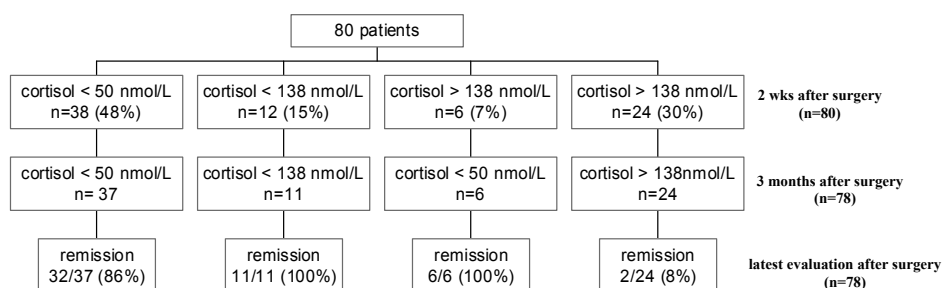 80 patients
cortisol < 50 nmol/L
n=38 (48%)
cortisol < 138 nmol/L
n=12 (15%)
cortisol > 138 nmol/L
n=6 (7%)
cortisol > 138 nmol/L
n=24 (30%)
2 wks after surgery
(n=80)
cortisol < 50 nmol/L
n= 37
cortisol < 138 nmol/L
n=11
cortisol < 50 nmol/L
n=6
cortisol > 138nmol/L
n=24
3 months after surgery
(n=78)
remission
32/37 (86%)
remission
11/11 (100%)
remission
6/6 (100%)
remission
2/24 (8%)
latest evaluation after surgery
(n=78)